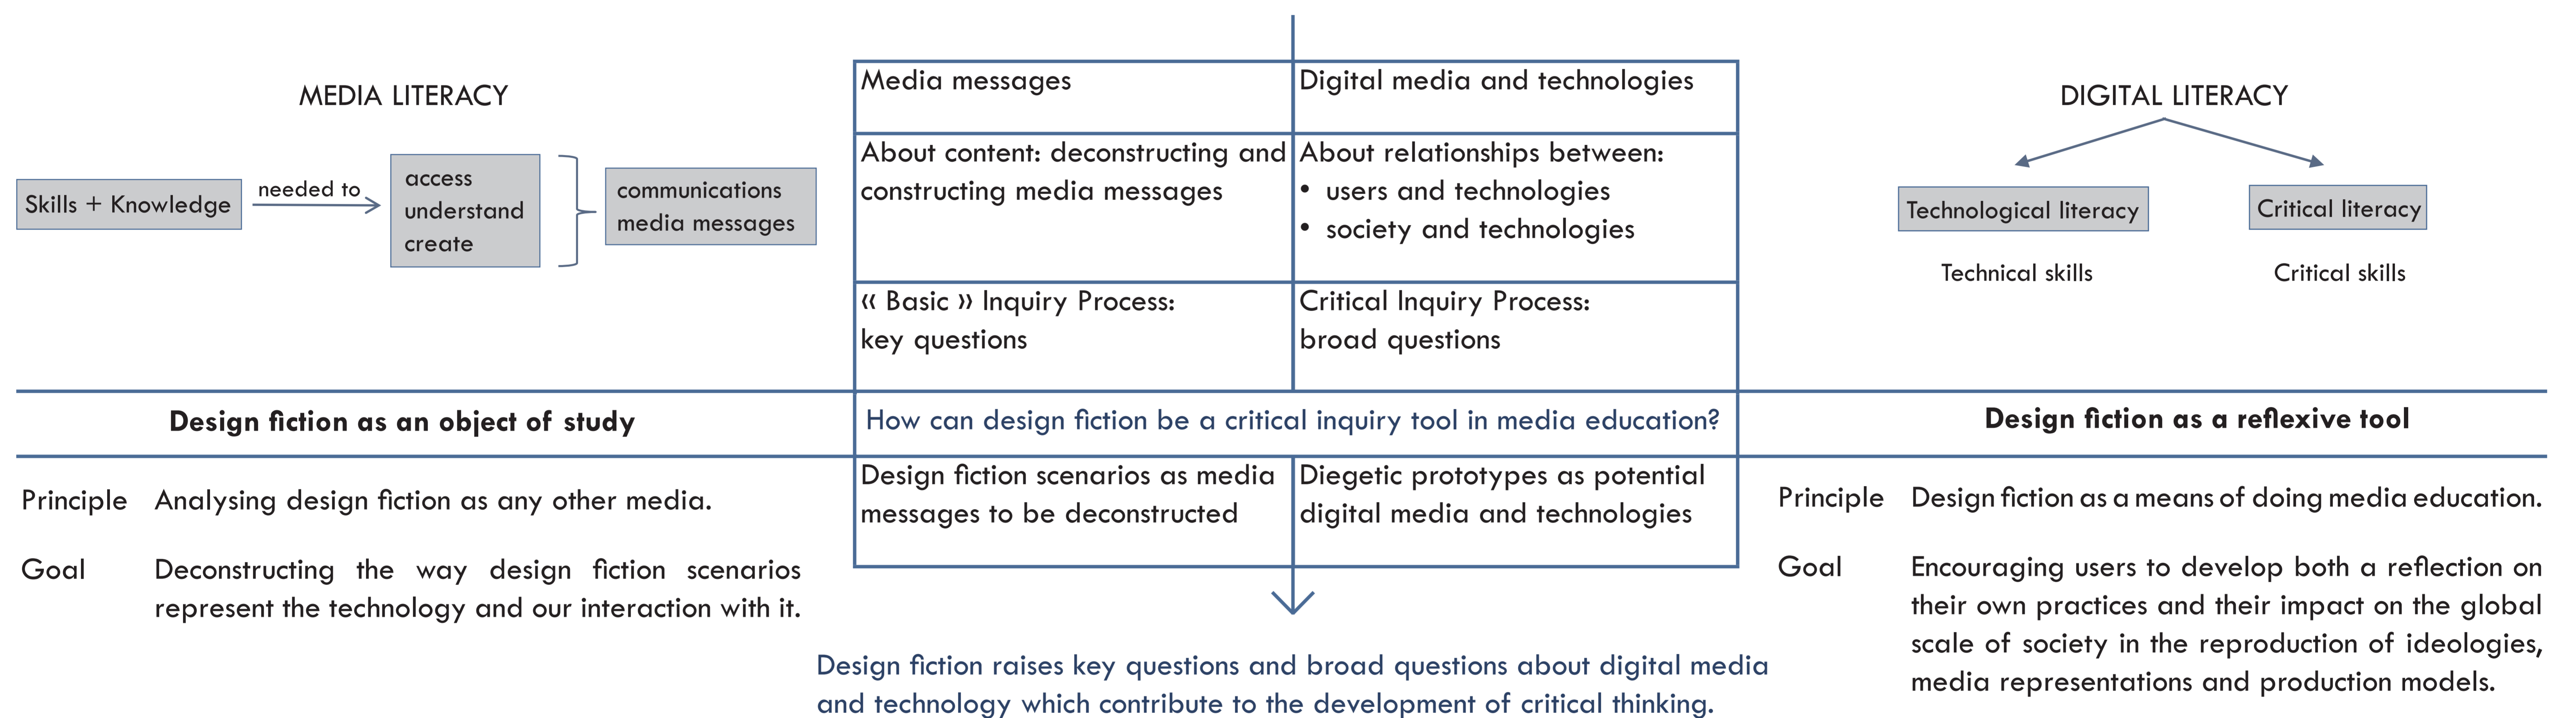 MEDIA LITERACY
Skills + Knowledge
needed to
access
understand
create
communications
media messages
Media messages
Digital media and technologies
About content: deconstructing and
constructing media messages
About relationships between:
• users and technologies
• society and technologies
« Basic » Inquiry Process:
key questions
Critical Inquiry Process:
broad questions
DIGITAL LITERACY
Technological literacy
Critical literacy
Technical skills
Critical skills
Design fiction as an object of study
How can design fiction be a critical inquiry tool in media education?
Design fiction as a reflexive tool
Principle Analysing design fiction as any other media.
Goal Deconstructing the way design fiction scenarios
represent the technology and our interaction with it.
Design fiction scenarios as media
messages to be deconstructed
Diegetic prototypes as potential
digital media and technologies
Principle Design fiction as a means of doing media education.
Goal Encouraging users to develop both a reflection on
their own practices and their impact on the global
scale of society in the reproduction of ideologies,
media representations and production models.
Design fiction raises key questions and broad questions about digital media
and technology which contribute to the development of critical thinking.